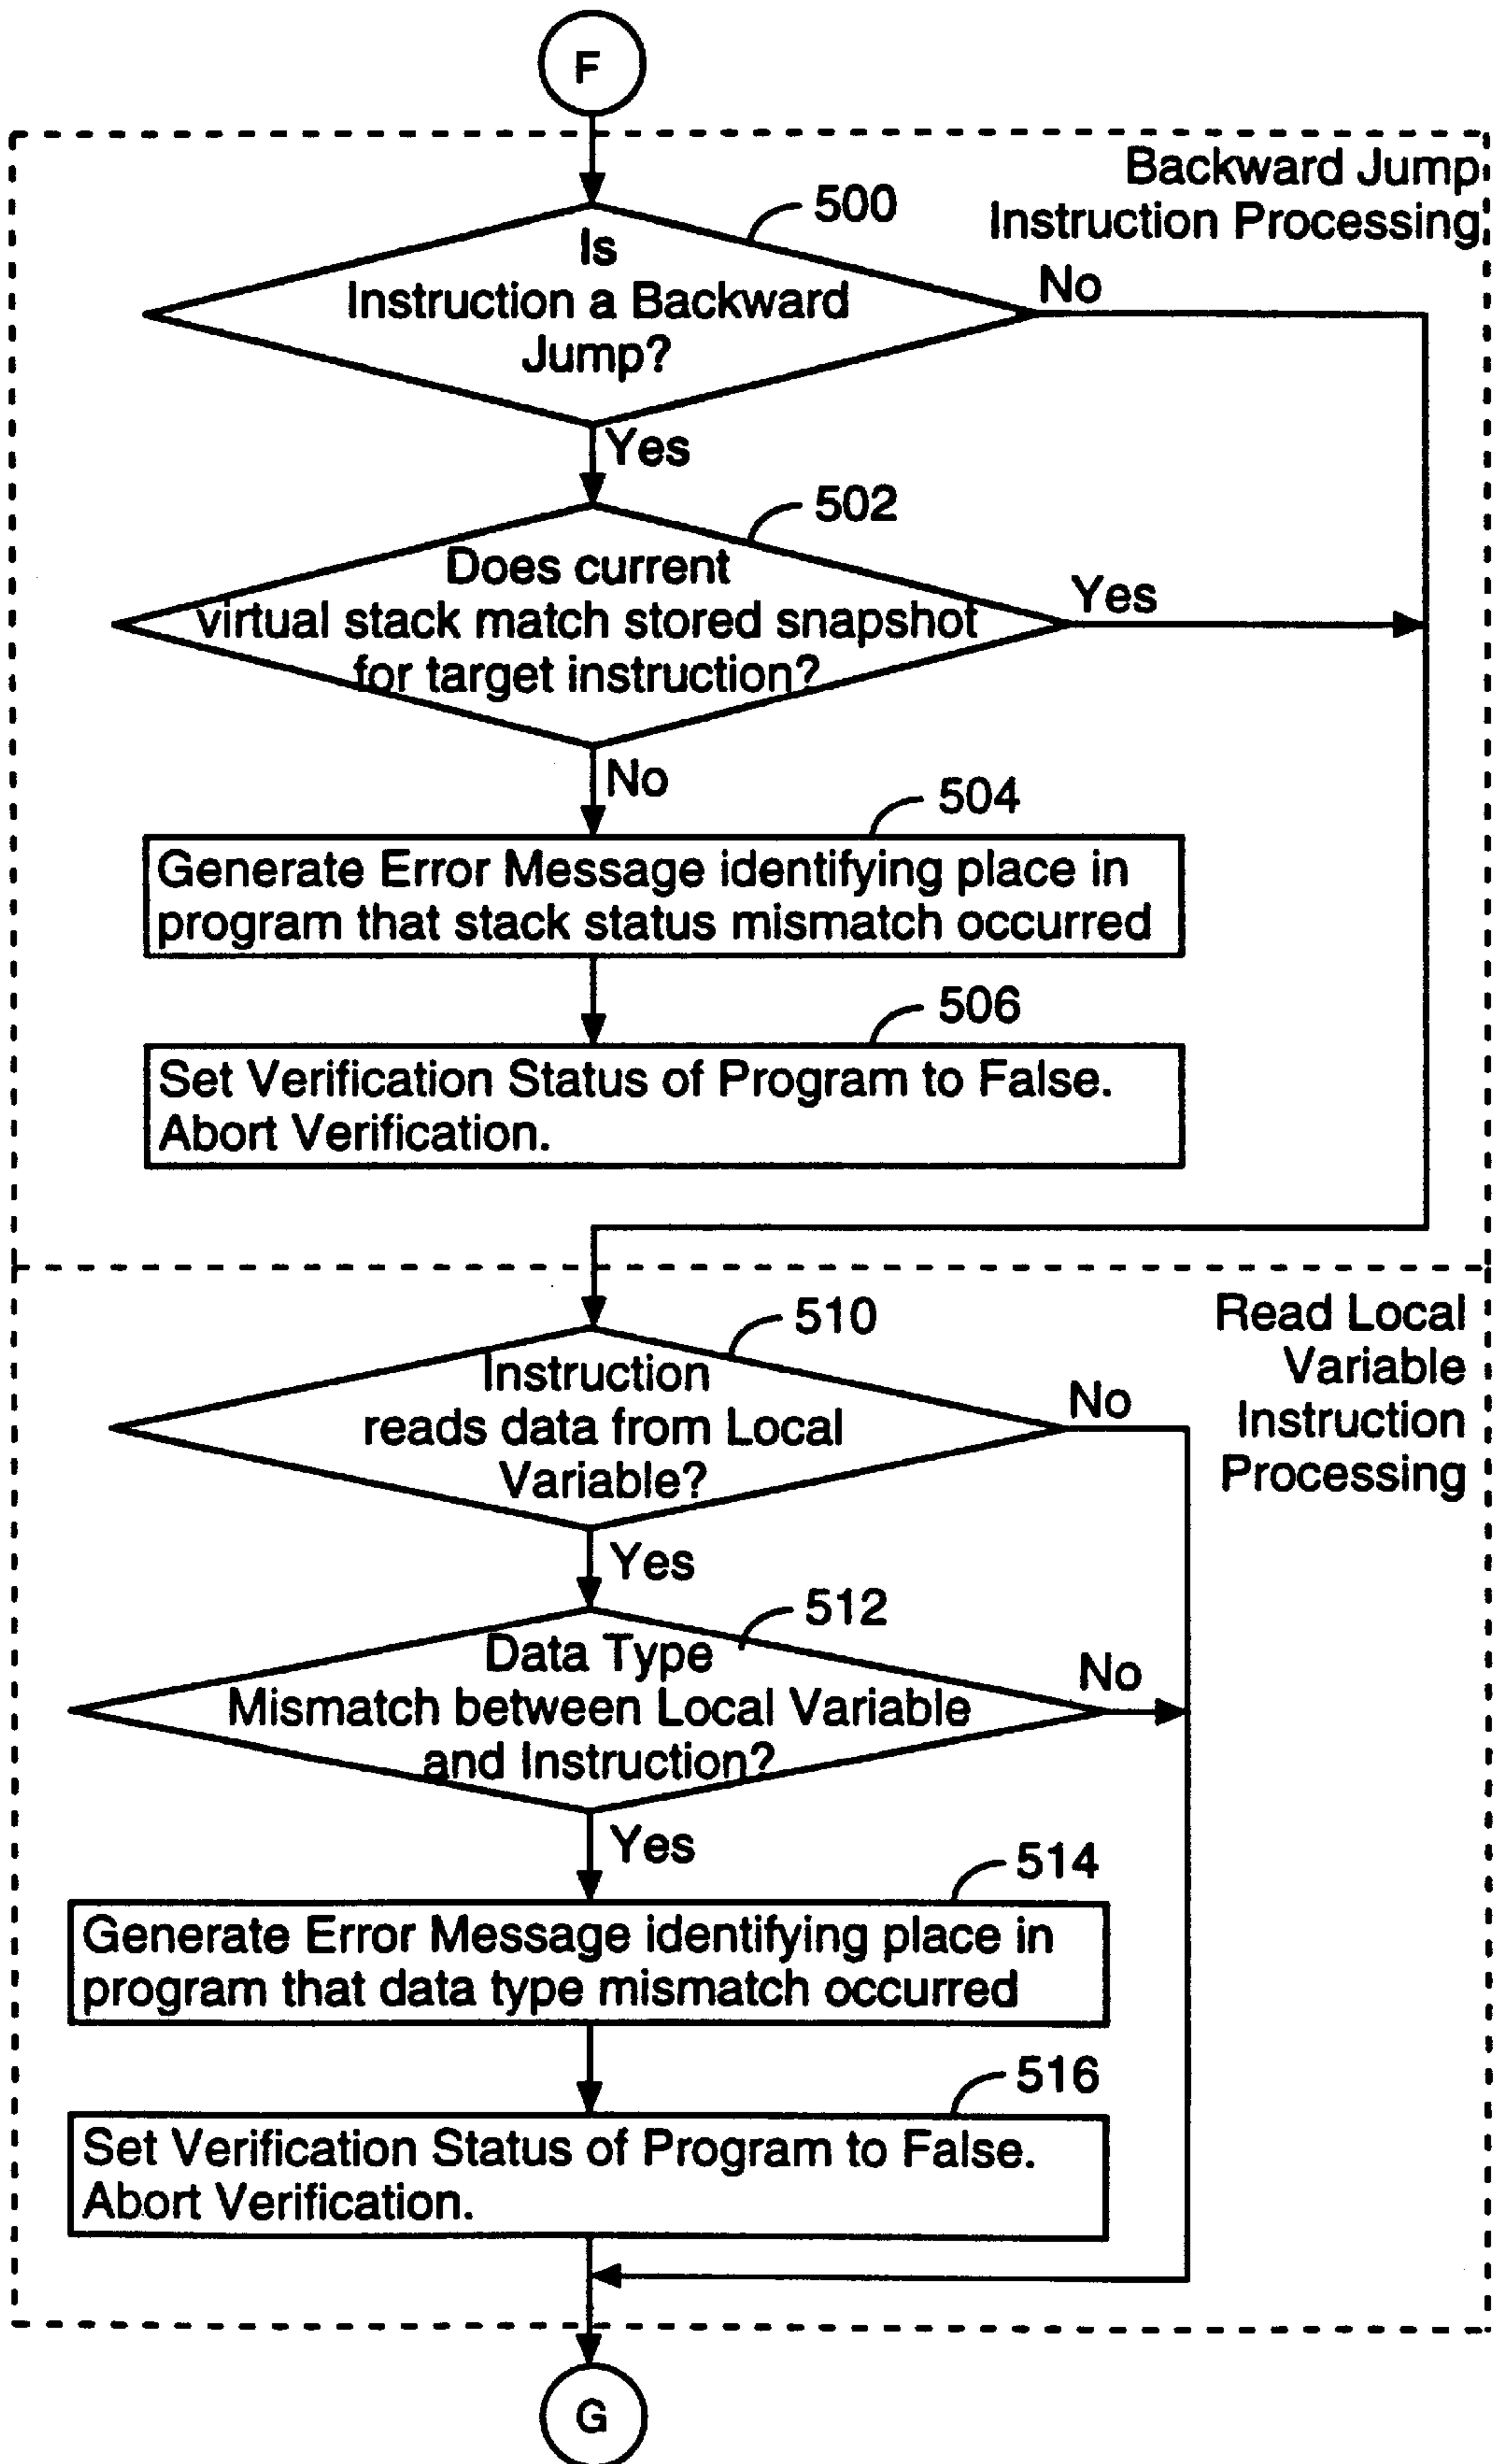 F
Backward Jump
Instruction Processing
500
Is
Instruction a Backward
Jump?
No
Yes
502
Does current
virtual stack match stored snapshot
for target instruction?
Yes
No
504
Generate Error Message identifying place in
program that stack status mismatch occurred
506
Set Verification Status of Program to False.
Abort Verification.
Read Local
Variable
Instruction
Processing
510
Instruction
reads data from Local
Variable?
No
Yes
512
Data Type
Mismatch between Local Variable
and Instruction?
No
Yes
514
Generate Error Message identifying place in
program that data type mismatch occurred
516
Set Verification Status of Program to False.
Abort Verification.
G